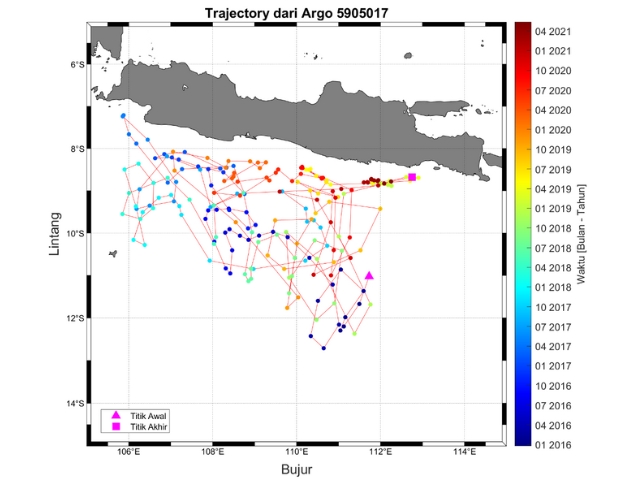 Trajectory dari Argo 5905017
6°S
8°S
10°S
12°S
14°S
Lintang
106°E
108°E
110°E
112°E
114°E
Bujur
Titik Awal
Titik Akhir
04 2021
01 2021
10 2020
07 2020
04 2020
01 2020
10 2019
07 2019
04 2019
01 2019
10 2018
07 2018
04 2018
01 2018
10 2017
07 2017
04 2017
01 2017
10 2016
07 2016
04 2016
01 2016
Waktu [Bulan - Tahun]